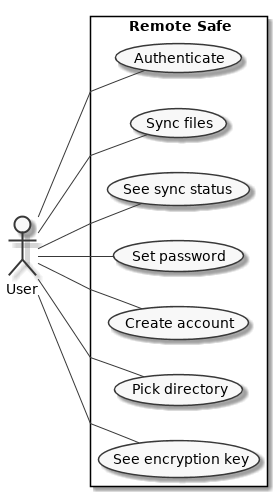 Remote Safe
Authenticate
Sync files
See sync status
Set password
User
Create account
Pick directory
See encryption key